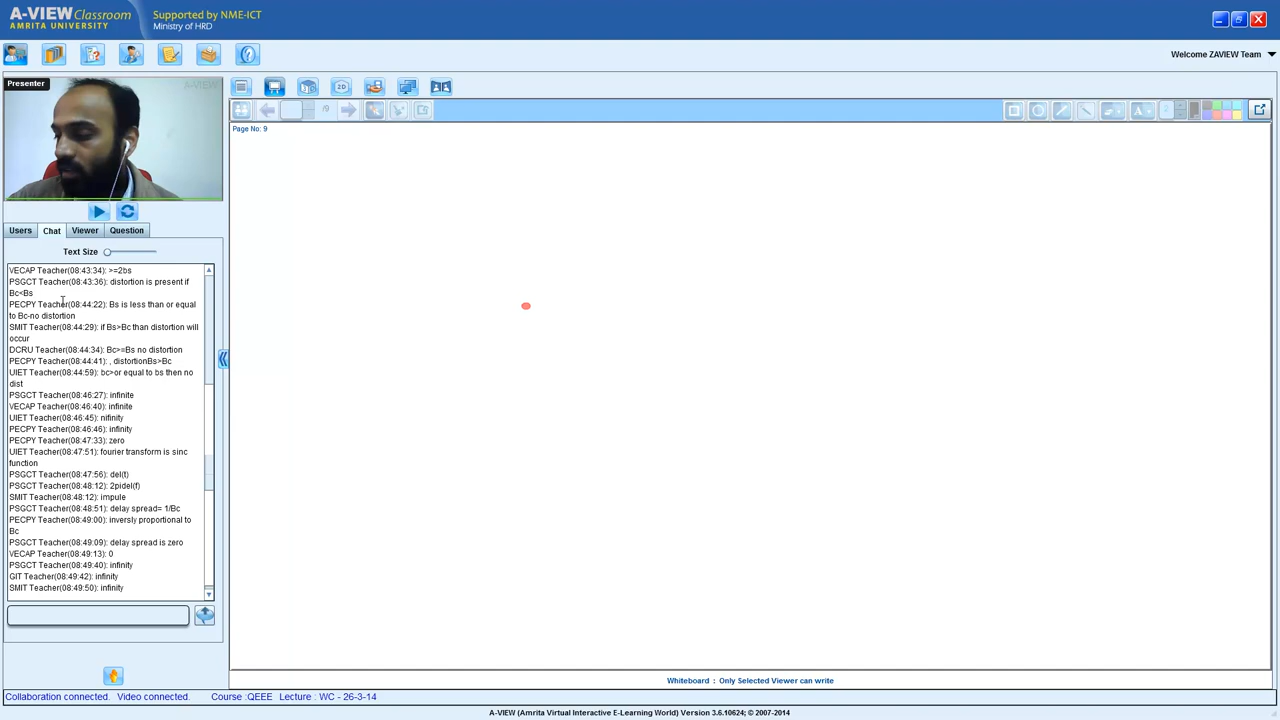 A-VIEW Classroom
AMRITA UNIVERSITY
Supported by NME-ICT
Ministry of HRD
Welcome ZAVIEW Team
Presenter
A-VIEW
2D
A
Page No: 9
Users
Chat
Viewer
Question
Text Size
VECAP Teacher(08:43:34): >=2bs
PSGCT Teacher(08:43:36): distortion is present if
Bc<Bs
PECPY Teacher(08:44:22): Bs is less than or equal
to Bc-no distortion
SMIT Teacher(08:44:29): if Bs>Bc than distortion will
occur
DCRU Teacher(08:44:34): Bc>=Bs no distortion
PECPY Teacher(08:44:41): , distortionBs>Bc
UIET Teacher(08:44:59): bc>or equal to bs then no
dist
PSGCT Teacher(08:46:27): infinite
VECAP Teacher(08:46:40): infinite
UIET Teacher(08:46:45): nifinity
PECPY Teacher(08:46:46): infinity
PECPY Teacher(08:47:33): zero
UIET Teacher(08:47:51): fourier transform is sinc
function
PSGCT Teacher(08:47:56): del(t)
PSGCT Teacher(08:48:12): 2pidel(f)
SMIT Teacher(08:48:12): impule
PSGCT Teacher(08:48:51): delay spread= 1/Bc
PECPY Teacher(08:49:00): inversly proportional to
Bc
PSGCT Teacher(08:49:09): delay spread is zero
VECAP Teacher(08:49:13): 0
PSGCT Teacher(08:49:40): infinity
GIT Teacher(08:49:42): infinity
SMIT Teacher(08:49:50): infinity
Whiteboard : Only Selected Viewer can write
Collaboration connected. Video connected. Course :QEEE Lecture : WC - 26-3-14
A-VIEW (Amrita Virtual Interactive E-Learning World) Version 3.6.10624; © 2007-2014